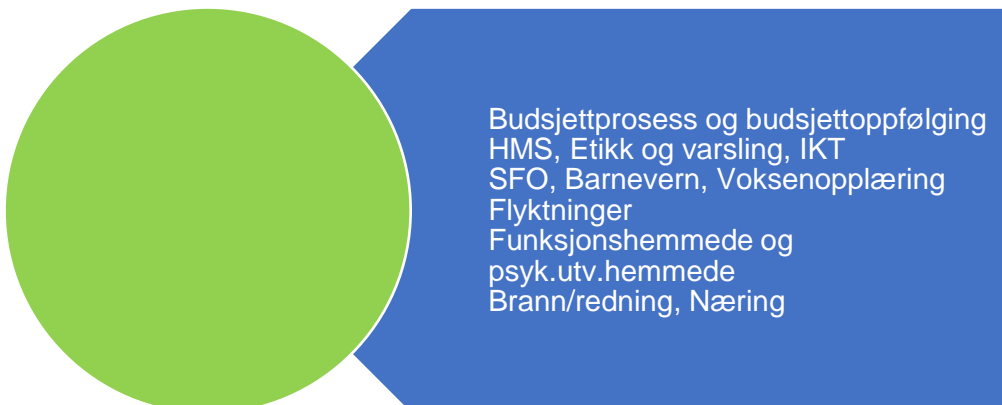 Budsjettprosess og budsjettoppfølging
HMS, Etikk og varsling, IKT
SFO, Barnevern, Voksenopplæring
Flyktninger
Funksjonshemmede og
psyk.utv.hemmede
Brann/redning, Næring